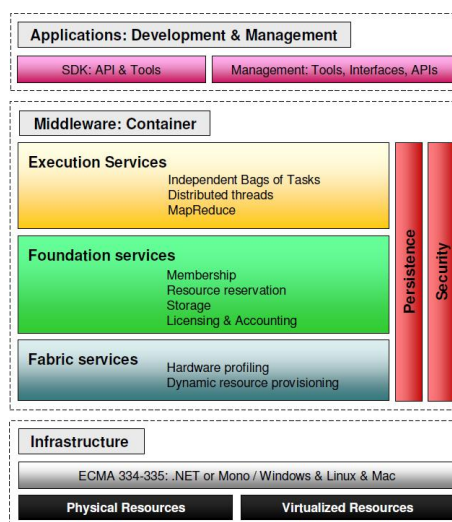 Applications: Development & Management
SDK: API & Tools
Management: Tools, Interfaces, APIs
Middleware: Container
Execution Services
Independent Bags of Tasks
Distributed threads
MapReduce
Foundation services
Membership
Resource reservation
Storage
Licensing & Accounting
Fabric services
Hardware profiling
Dynamic resource provisioning
Persistence
Security
Infrastructure
ECMA 334-335: .NET or Mono / Windows & Linux & Mac
Physical Resources
Virtualized Resources